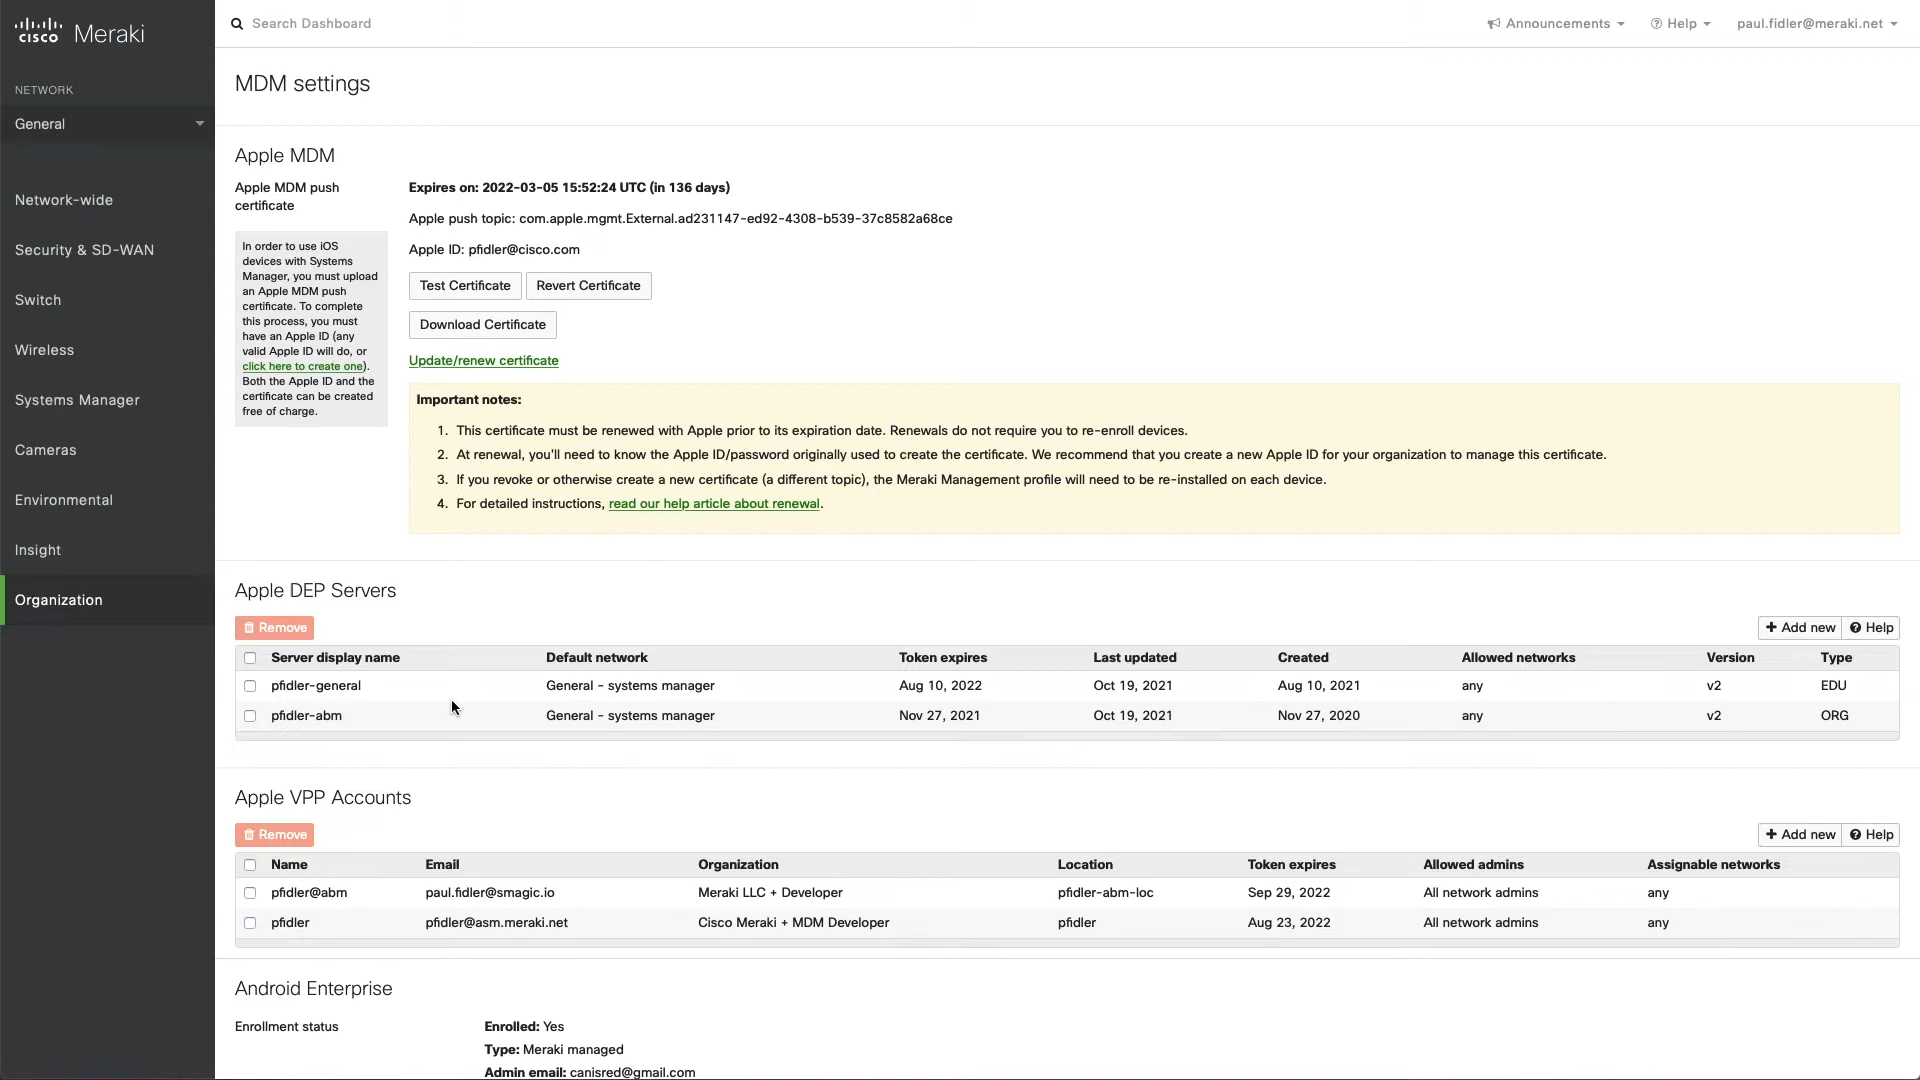 cisco Meraki
Search Dashboard
Announcements
Help
paul.fidler@meraki.net
NETWORK
General
Network-wide
Security & SD-WAN
Switch
Wireless
Systems Manager
Cameras
Environmental
Insight
Organization
MDM settings
Apple MDM
Apple MDM push
certificate
In order to use iOS
devices with Systems
Manager, you must upload
an Apple MDM push
certificate. To complete
this process, you must
have an Apple ID (any
valid Apple ID will do, or
click here to create one).
Both the Apple ID and the
certificate can be created
free of charge.
Expires on: 2022-03-05 15:52:24 UTC (in 136 days)
Apple push topic: com.apple.mgmt.External.ad231147-ed92-4308-b539-37c8582a68ce
Apple ID: pfidler@cisco.com
Test Certificate Revert Certificate
Download Certificate
Update/renew certificate
Important notes:
1. This certificate must be renewed with Apple prior to its expiration date. Renewals do not require you to re-enroll devices.
2. At renewal, you'll need to know the Apple ID/password originally used to create the certificate. We recommend that you create a new Apple ID for your organization to manage this certificate.
3. If you revoke or otherwise create a new certificate (a different topic), the Meraki Management profile will need to be re-installed on each device.
4. For detailed instructions, read our help article about renewal.
Apple DEP Servers
Remove + Add new Help
Server display name Default network Token expires Last updated Created Allowed networks Version Type
pfidler-general General - systems manager Aug 10, 2022 Oct 19, 2021 Aug 10, 2021 any v2 EDU
pfidler-abm General - systems manager Nov 27, 2021 Oct 19, 2021 Nov 27, 2020 any v2 ORG
Apple VPP Accounts
Remove + Add new Help
Name Email Organization Location Token expires Allowed admins Assignable networks
pfidler@abm paul.fidler@smagic.io Meraki LLC + Developer pfidler-abm-loc Sep 29, 2022 All network admins any
pfidler pfidler@asm.meraki.net Cisco Meraki + MDM Developer pfidler Aug 23, 2022 All network admins any
Android Enterprise
Enrollment status Enrolled: Yes
Type: Meraki managed
Admin email: canisred@gmail.com